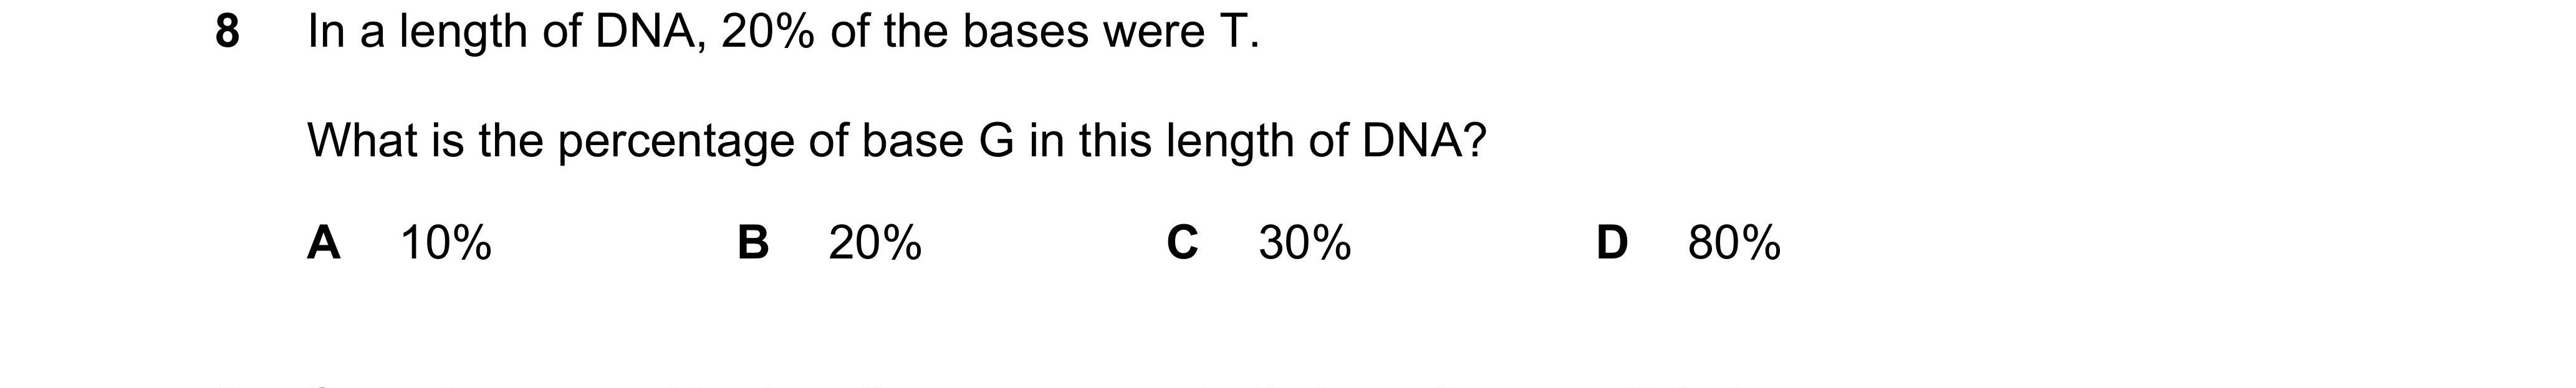 8 In a length of DNA, 20% of the bases were T.
What is the percentage of base G in this length of DNA?
A 10% B 20% C 30% D 80%